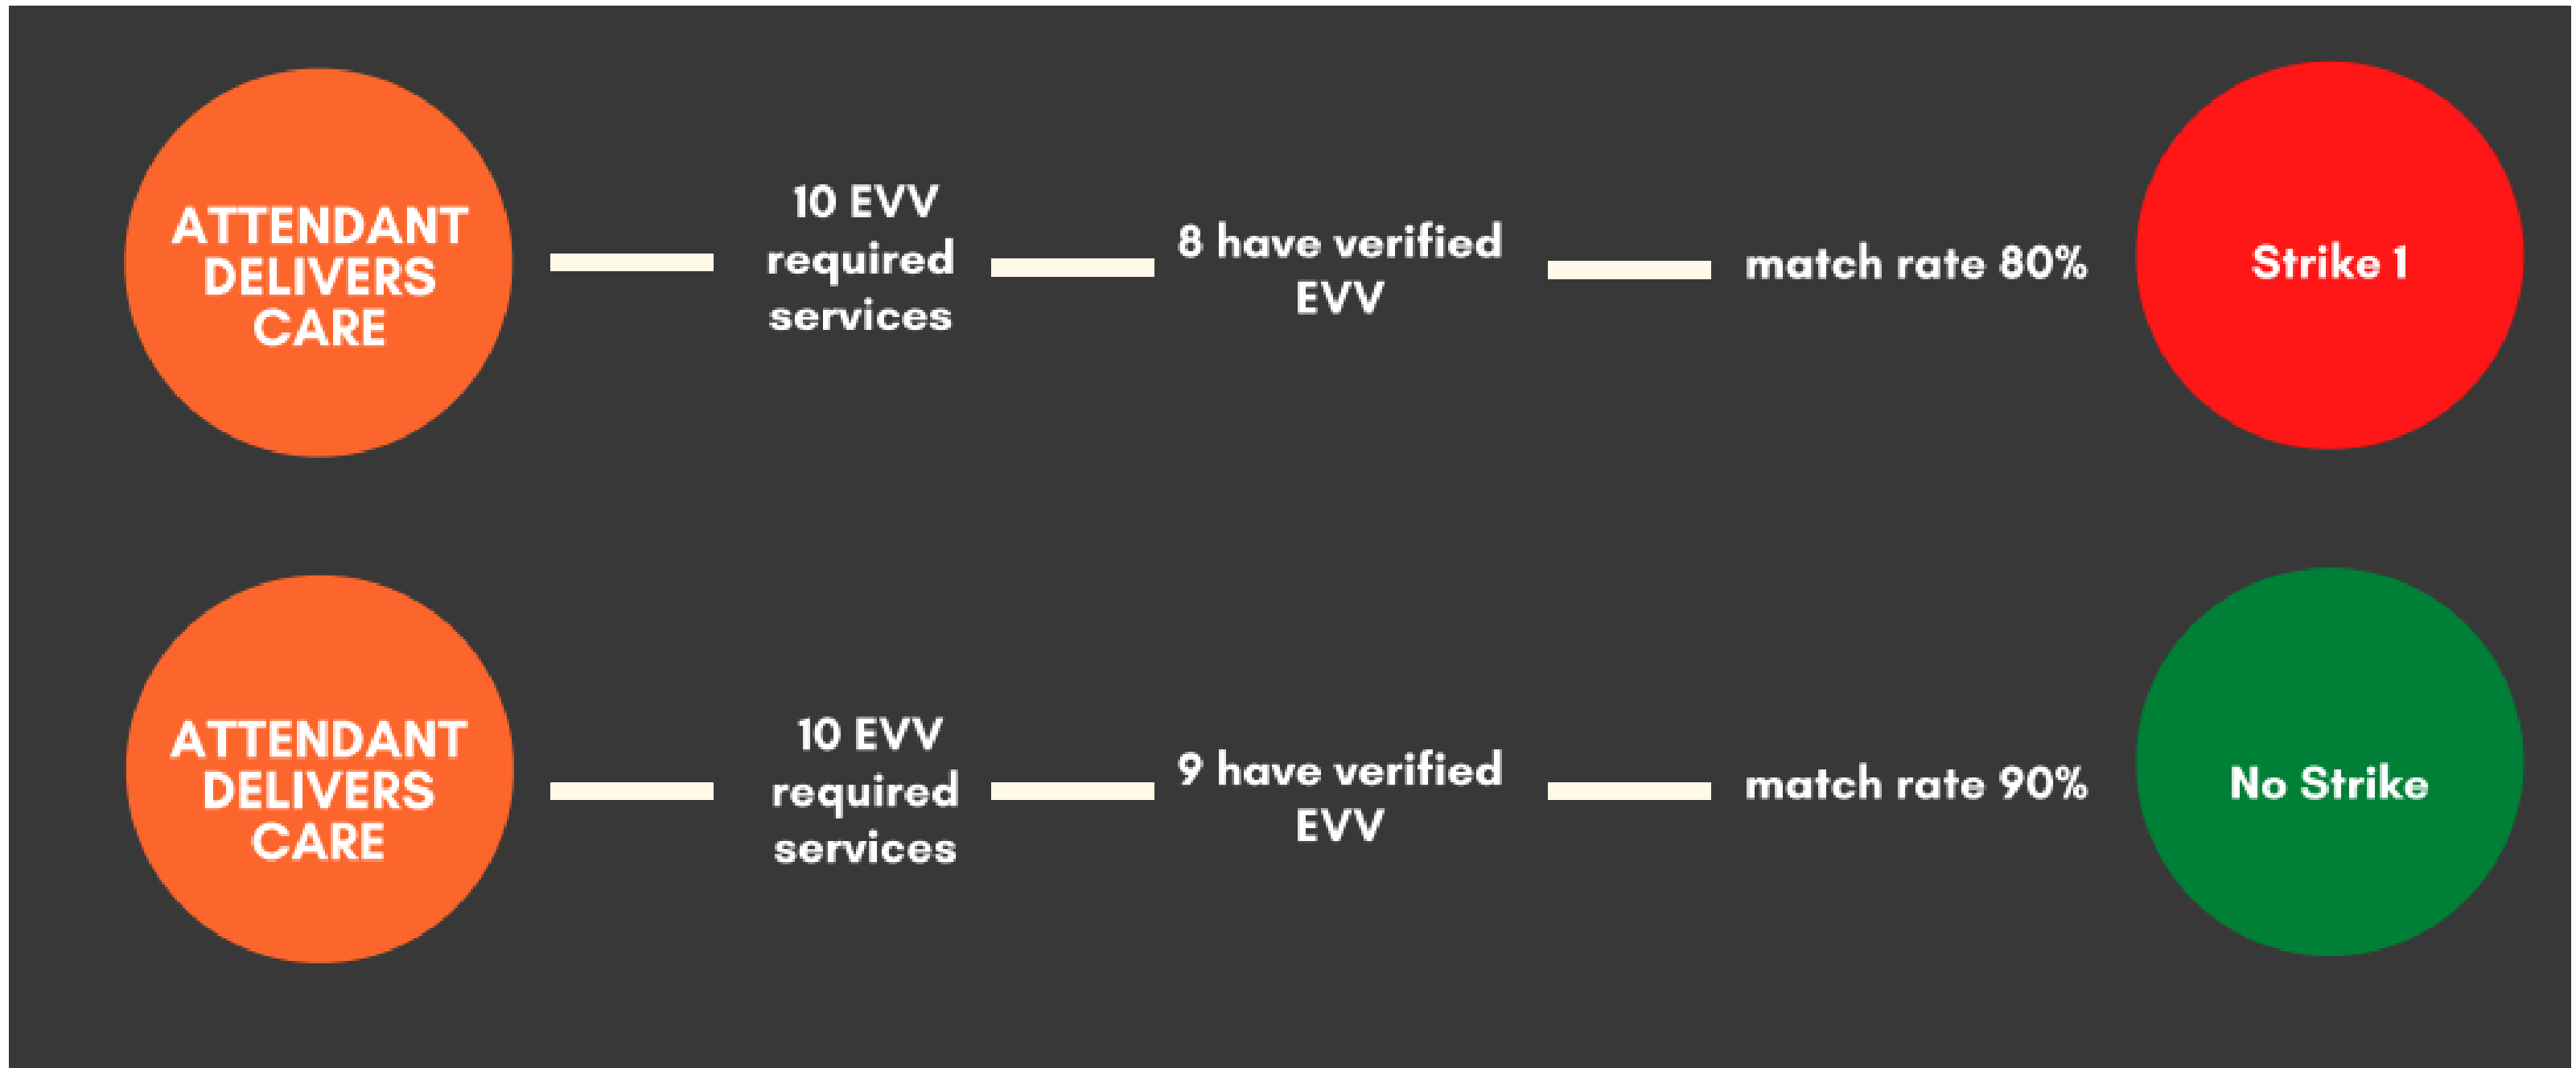 ATTENDANT
DELIVERS
CARE
10 EVV
required
services
8 have verified
EVV
match rate 80%
Strike 1
ATTENDANT
DELIVERS
CARE
10 EVV
required
services
9 have verified
EVV
match rate 90%
No Strike